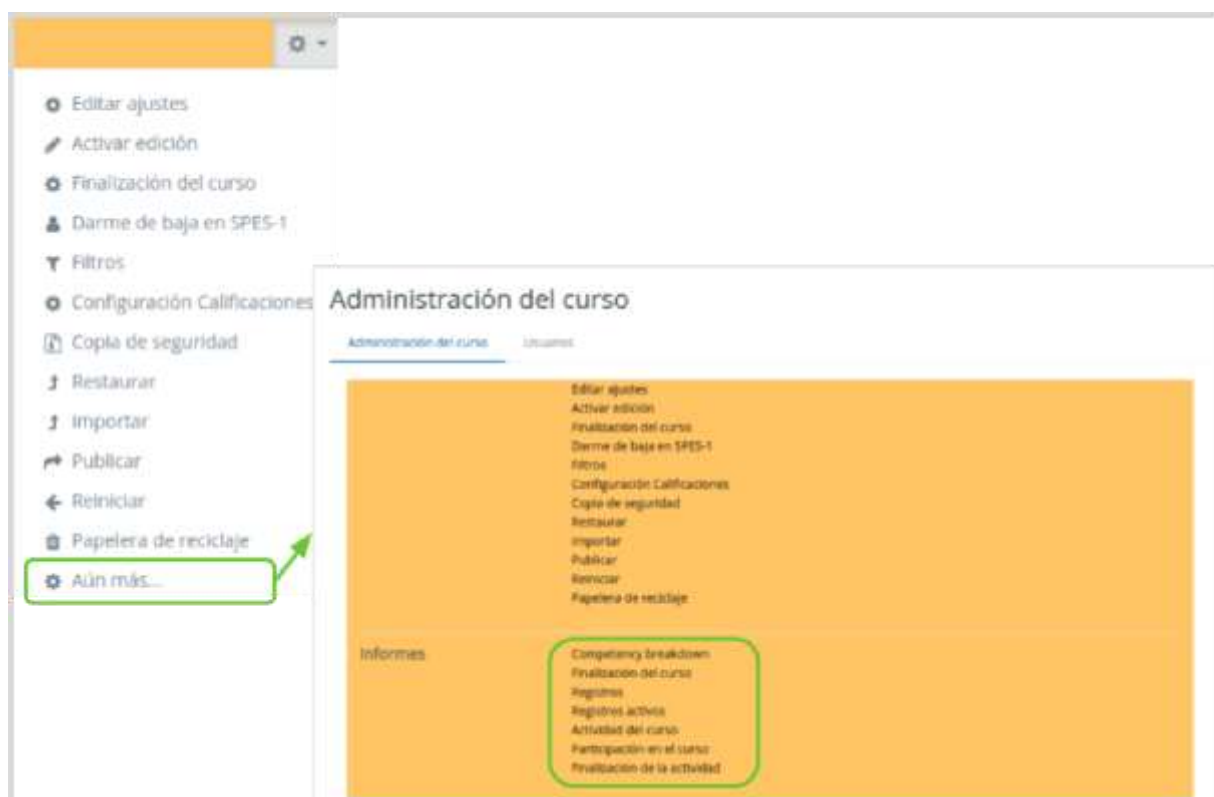 Editar ajustes
Activar edición
Finalización del curso
Darme de baja en SPES-1
Filtros
Configuración Calificaciones
Copia de seguridad
Restaurar
Importar
Publicar
Reiniciar
Papelera de reciclaje
Aún más...
Administración del curso
Administración del curso
Usuarios
Editar ajustes
Activar edición
Finalización del curso
Darme de baja en SPES-1
Filtros
Configuración Calificaciones
Copia de seguridad
Restaurar
Importar
Publicar
Reiniciar
Papelera de reciclaje
Informes
Competency breakdown
Finalización del curso
Registros
Registros activos
Actividad del curso
Participación en el curso
Finalización de la actividad